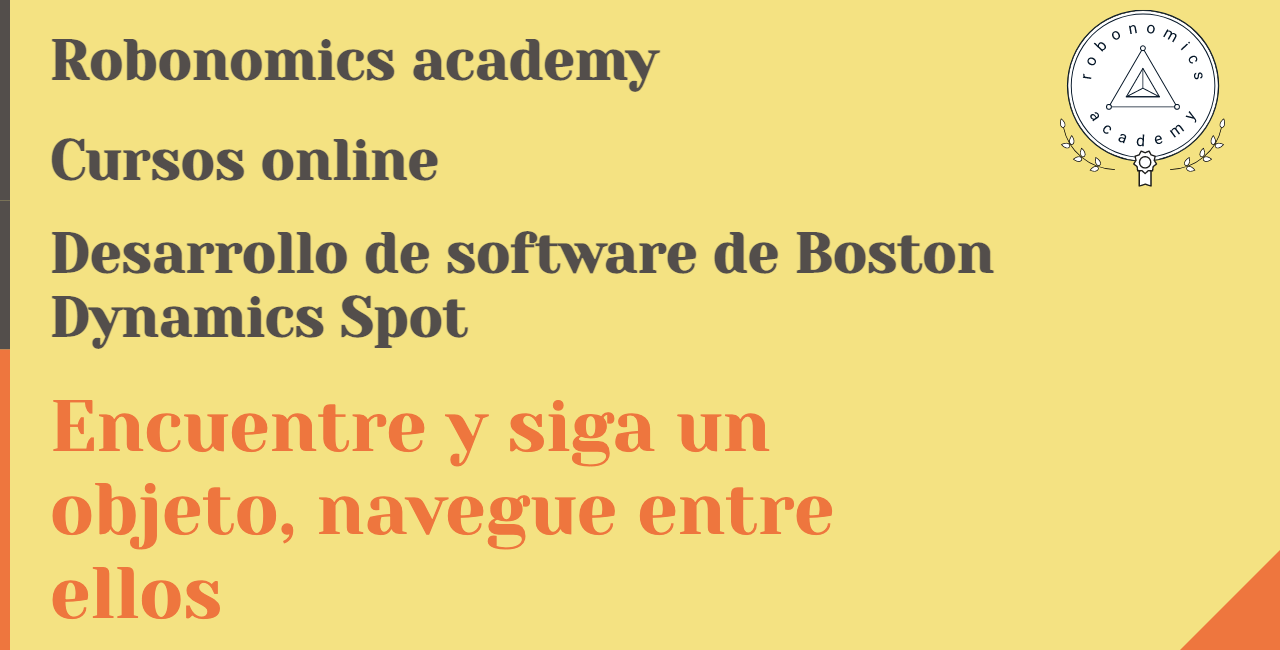 Robonomics academy
Cursos online
Desarrollo de software de Boston
Dynamics Spot
Encuentre y siga un
objeto, navegue entre
ellos
robonomics
academy